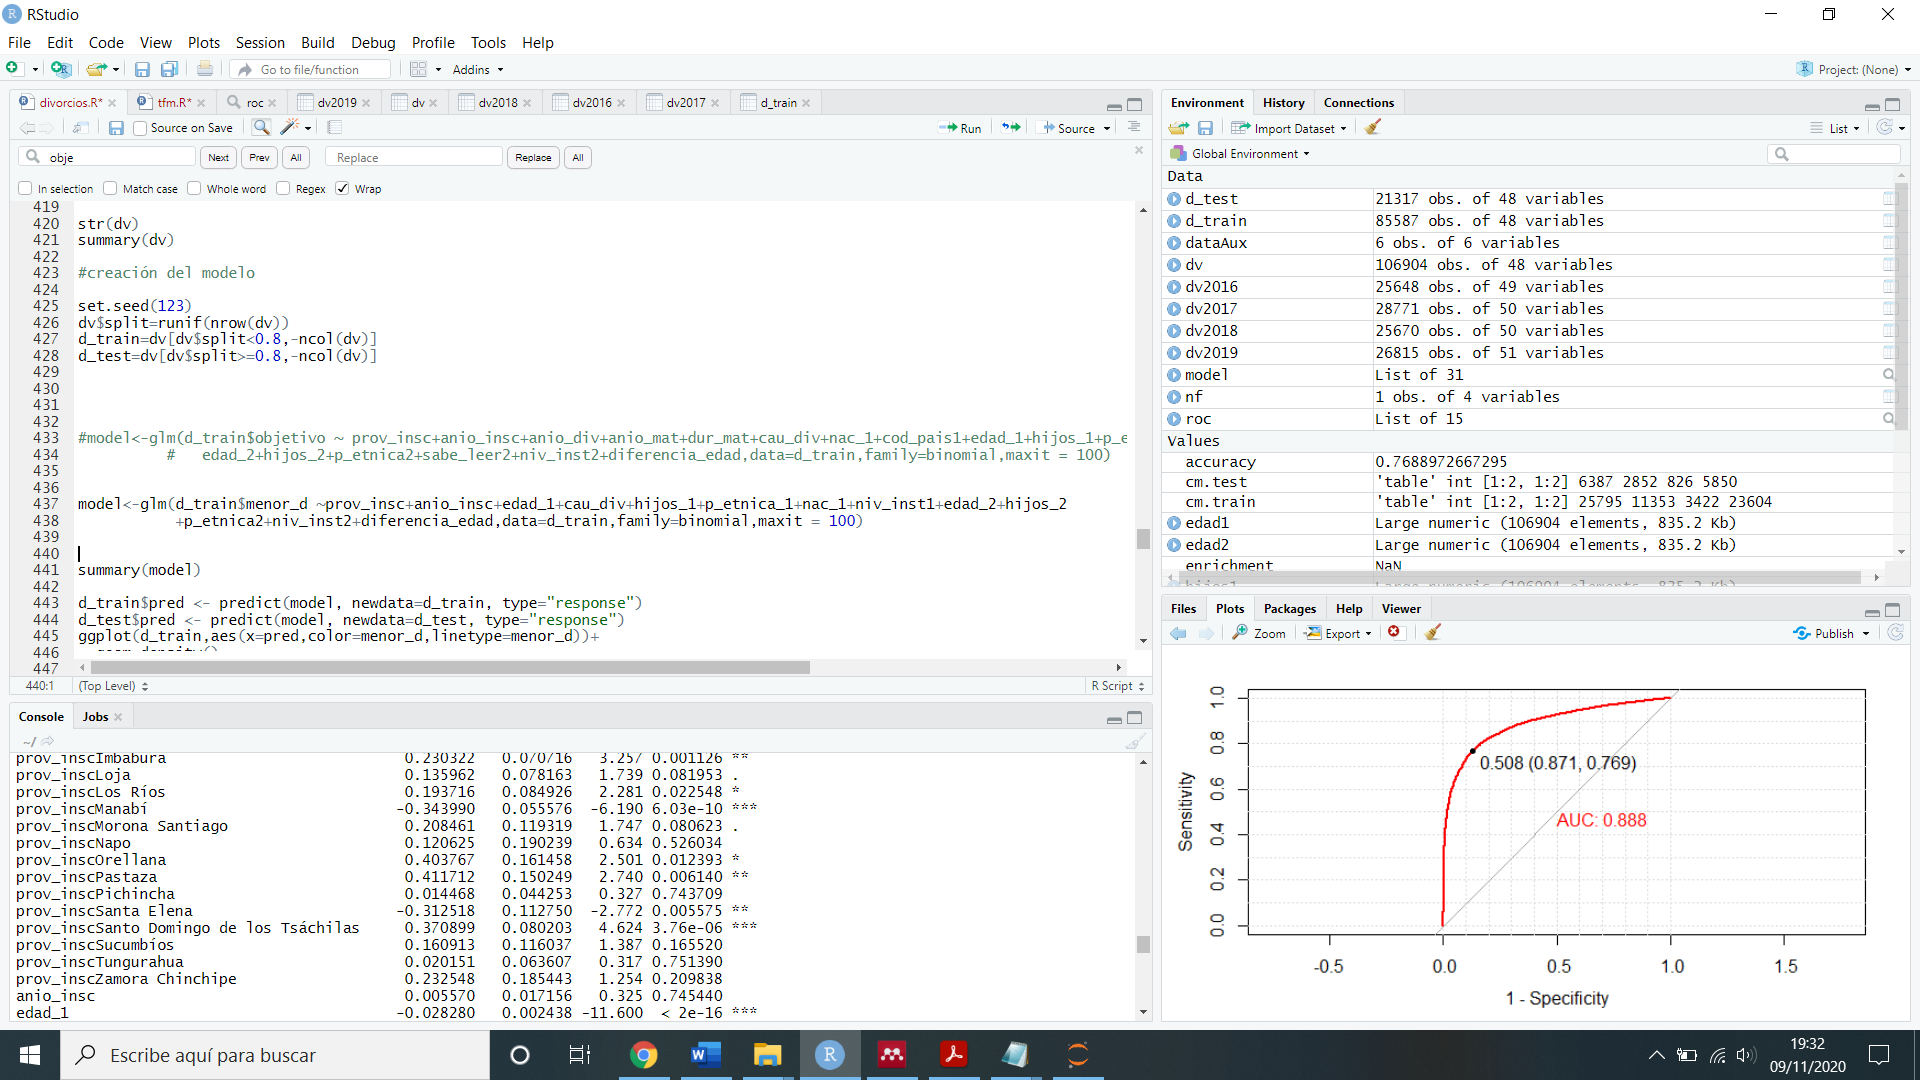 RStudio
File Edit Code View Plots Session Build Debug Profile Tools Help
Go to file/function
Addins
Project: (None)
divorcios.R* tfm.R* roc dv2019 dv dv2018 dv2016 dv2017 d_train
Source on Save
Run
Source
obje
Next Prev All
Replace
Replace All
In selection Match case Whole word Regex Wrap
419
420 str(dv)
421 summary(dv)
422
423 #creación del modelo
424
425 set.seed(123)
426 dv$split=runif(nrow(dv))
427 d_train=dv[dv$split<0.8,-ncol(dv)]
428 d_test=dv[dv$split>=0.8,-ncol(dv)]
429
430
431
432
433 #model<-glm(d_train$objetivo ~ prov_insc+anio_insc+anio_div+anio_mat+dur_mat+cau_div+nac_1+cod_pais1+edad_1+hijos_1+p_e
434 # edad_2+hijos_2+p_etnica2+sabe_leer2+niv_inst2+diferencia_edad,data=d_train,family=binomial,maxit = 100)
435
436
437 model<-glm(d_train$menor_d ~prov_insc+anio_insc+edad_1+cau_div+hijos_1+p_etnica_1+nac_1+niv_inst1+edad_2+hijos_2
438 +p_etnica2+niv_inst2+diferencia_edad,data=d_train,family=binomial,maxit = 100)
439
440
441 summary(model)
442
443 d_train$pred <- predict(model, newdata=d_train, type="response")
444 d_test$pred <- predict(model, newdata=d_test, type="response")
445 ggplot(d_train,aes(x=pred,color=menor_d,linetype=menor_d))+
446 geom_density()
447
440:1 (Top Level) R Script
Console Jobs
~/
prov_inscImbabura 0.230322 0.070716 3.257 0.001126 **
prov_inscLoja 0.135962 0.078163 1.739 0.081953 .
prov_inscLos Ríos 0.193716 0.084926 2.281 0.022548 *
prov_inscManabí -0.343990 0.055576 -6.190 6.03e-10 ***
prov_inscMorona Santiago 0.208461 0.119319 1.747 0.080623 .
prov_inscNapo 0.120625 0.190239 0.634 0.526034
prov_inscOrellana 0.403767 0.161458 2.501 0.012393 *
prov_inscPastaza 0.411712 0.150249 2.740 0.006140 **
prov_inscPichincha 0.014468 0.044253 0.327 0.743709
prov_inscSanta Elena -0.312518 0.112750 -2.772 0.005575 **
prov_inscSanto Domingo de los Tsáchilas 0.370899 0.080203 4.624 3.76e-06 ***
prov_inscSucumbíos 0.160913 0.116037 1.387 0.165520
prov_inscTungurahua 0.020151 0.063607 0.317 0.751390
prov_inscZamora Chinchipe 0.232548 0.185443 1.254 0.209838
anio_insc 0.005570 0.017156 0.325 0.745440
edad_1 -0.028280 0.002438 -11.600 < 2e-16 ***
Environment History Connections
Import Dataset
List
Global Environment
Data
d_test 21317 obs. of 48 variables
d_train 85587 obs. of 48 variables
dataAux 6 obs. of 6 variables
dv 106904 obs. of 48 variables
dv2016 25648 obs. of 49 variables
dv2017 28771 obs. of 50 variables
dv2018 25670 obs. of 50 variables
dv2019 26815 obs. of 51 variables
model List of 31
nf 1 obs. of 4 variables
roc List of 15
Values
accuracy 0.7688972667295
cm.test 'table' int [1:2, 1:2] 6387 2852 826 5850
cm.train 'table' int [1:2, 1:2] 25795 11353 3422 23604
edad1 Large numeric (106904 elements, 835.2 Kb)
edad2 Large numeric (106904 elements, 835.2 Kb)
enrichment NaN
hijos1 Large numeric (106904 elements, 835.2 Kb)
Files Plots Packages Help Viewer
Zoom Export Publish
Sensitivity
1.0
0.8
0.6
0.4
0.2
0.0
0.508 (0.871, 0.769)
AUC: 0.888
-0.5 0.0 0.5 1.0 1.5
1 - Specificity
Escribe aquí para buscar
19:32
09/11/2020